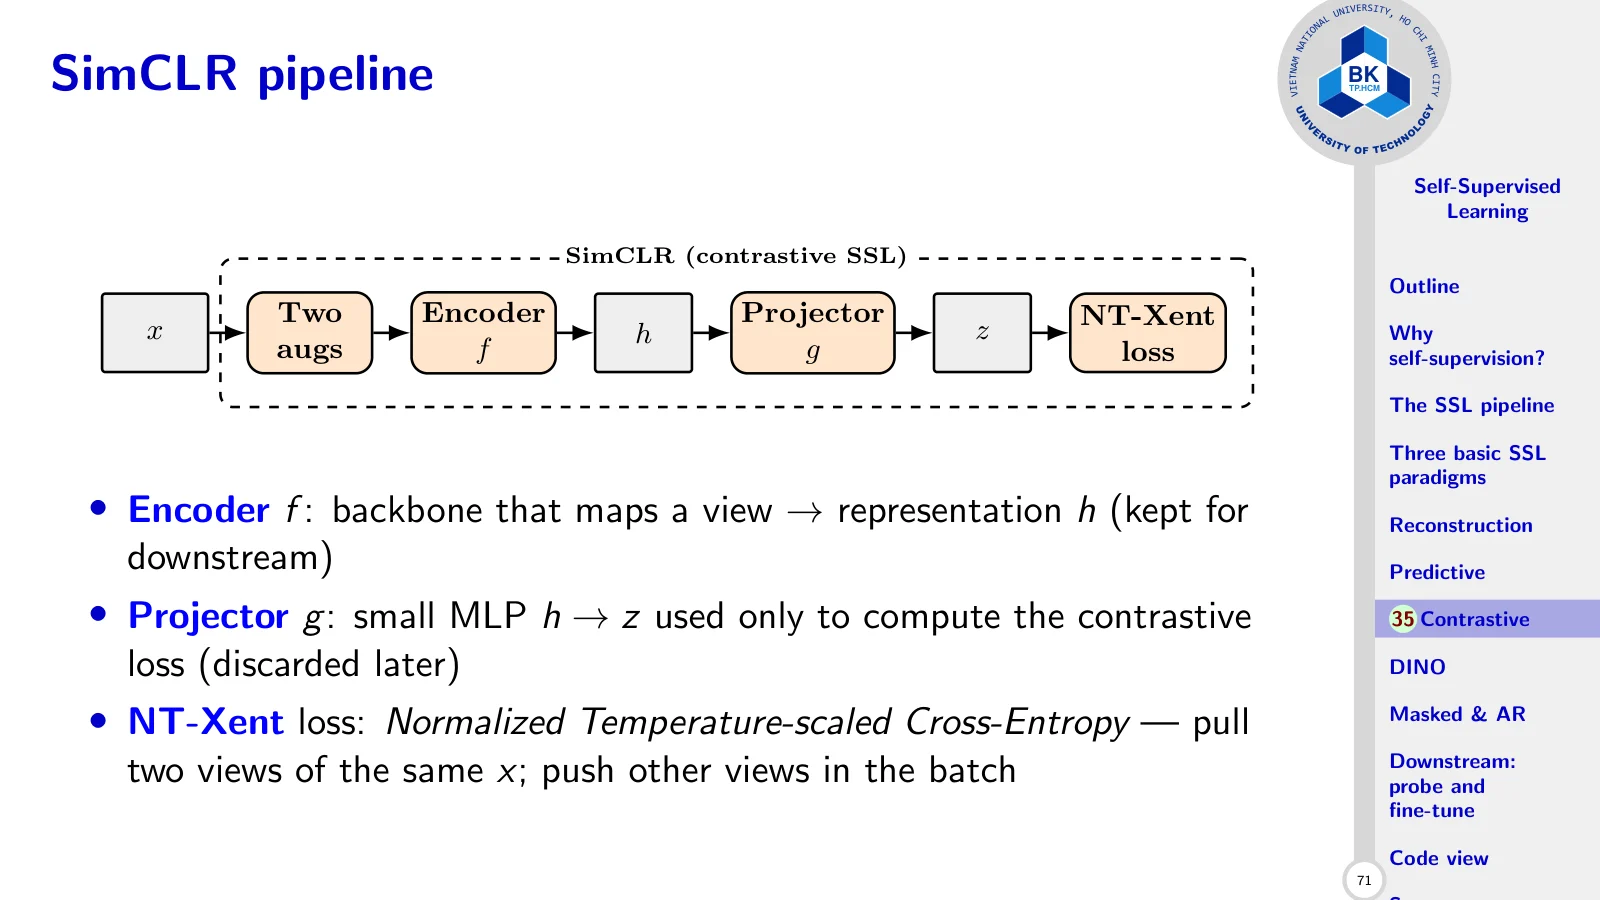 SimCLR pipeline
SimCLR (contrastive SSL)
x
Two
augs
Encoder
f
h
Projector
g
z
NT-Xent
loss
• Encoder f: backbone that maps a view → representation h (kept for
downstream)
• Projector g: small MLP h → z used only to compute the contrastive
loss (discarded later)
• NT-Xent loss: Normalized Temperature-scaled Cross-Entropy — pull
two views of the same x; push other views in the batch
VIETNAM NATIONAL UNIVERSITY, HO CHI MINH CITY
BK
TP.HCM
UNIVERSITY OF TECHNOLOGY
Self-Supervised
Learning
Outline
Why
self-supervision?
The SSL pipeline
Three basic SSL
paradigms
Reconstruction
Predictive
35 Contrastive
DINO
Masked & AR
Downstream:
probe and
fine-tune
Code view
71